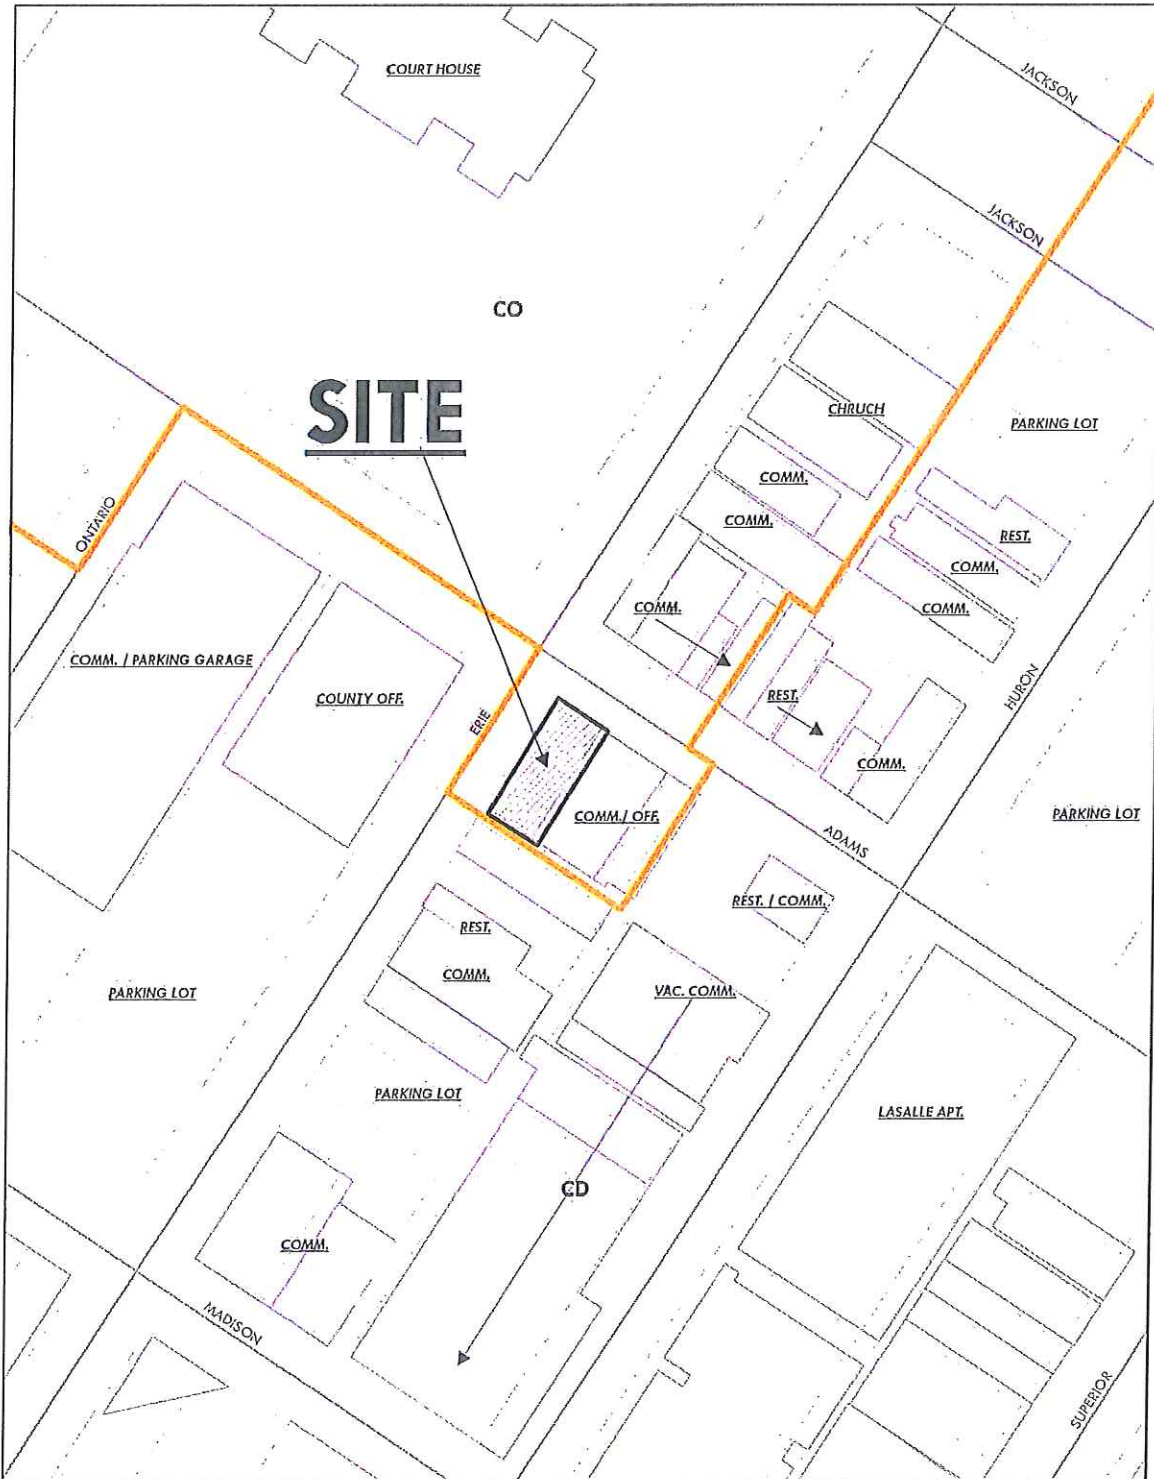 COURT HOUSE
JACKSON
JACKSON
CO
SITE
CHRUCH
PARKING LOT
COMM.
COMM.
REST.
ONTARIO
COMM.
COMM.
COMM.
COMM. / PARKING GARAGE
COUNTY OFF.
REST.
HURON
ERIE
COMM.
COMM./ OFF.
PARKING LOT
ADAMS
REST. / COMM.
REST.
COMM.
VAC. COMM.
PARKING LOT
PARKING LOT
LASALLE APT.
CD
COMM.
MADISON
SUPERIOR